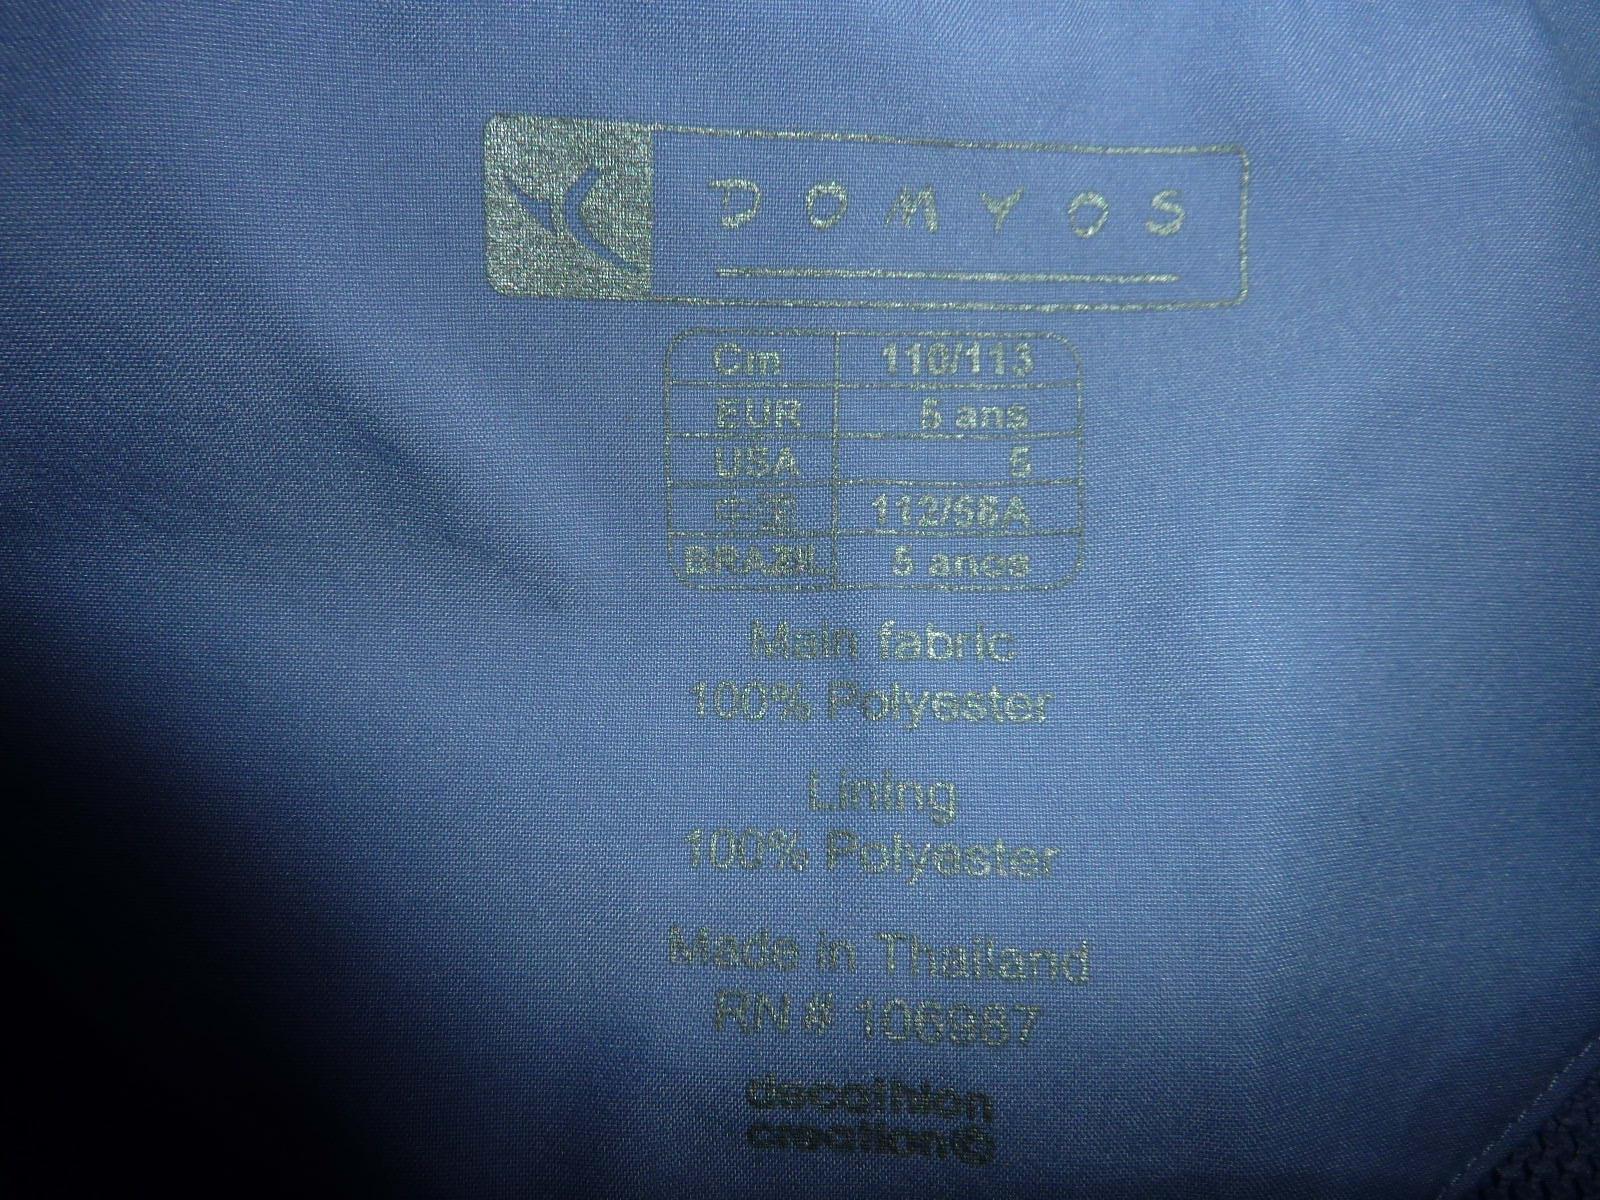 DOMYOS
Cm 110/113
EUR 5 ans
USA 5
中国 112/56A
BRAZIL 5 anos
Main fabric
100% Polyester
Lining
100% Polyester
Made in Thailand
RN # 106987
decathlon
creation